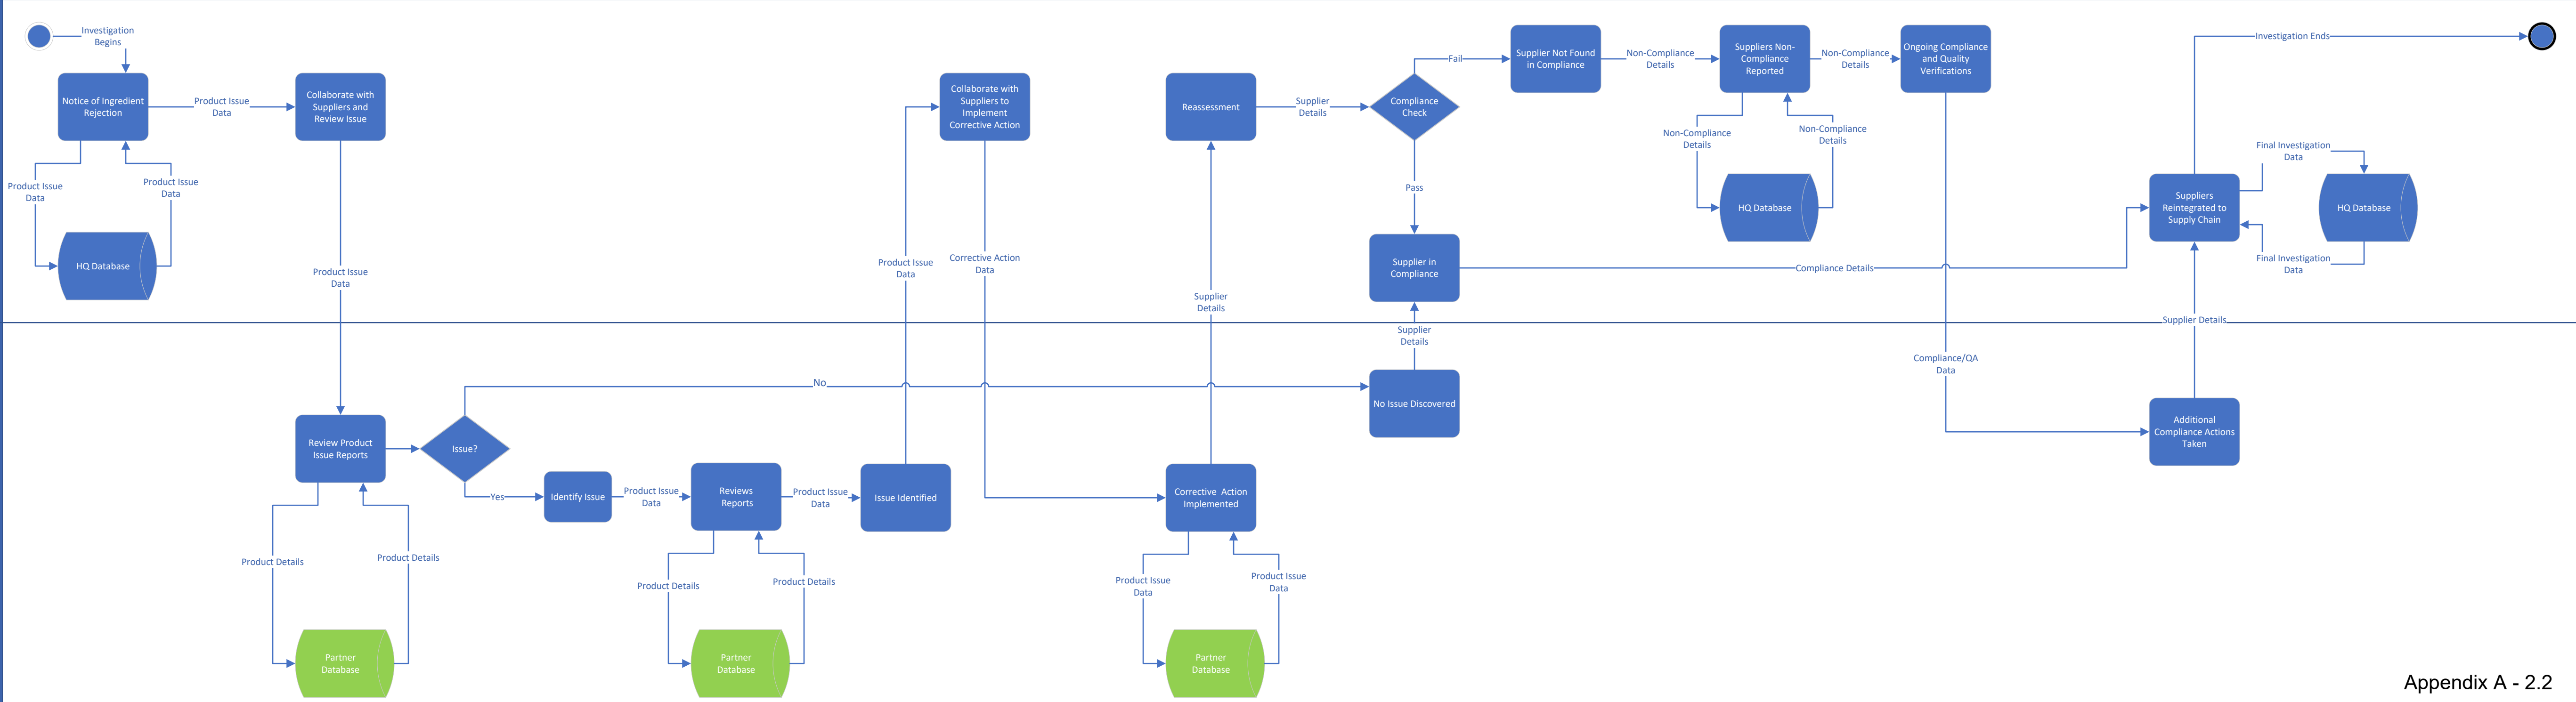 Investigation
Begins
Notice of Ingredient
Rejection
Product Issue
Data
Collaborate with
Suppliers and
Review Issue
Product Issue
Data
Product Issue
Data
HQ Database
Product Issue
Data
Collaborate with
Suppliers to
Implement
Corrective Action
Product Issue
Data
Corrective Action
Data
Reassessment
Supplier
Details
Supplier
Details
Compliance
Check
Fail
Pass
Supplier Not Found
in Compliance
Non-Compliance
Details
Suppliers Non-
Compliance
Reported
Non-Compliance
Details
Ongoing Compliance
and Quality
Verifications
Non-Compliance
Details
Non-Compliance
Details
HQ Database
Supplier in
Compliance
Compliance Details
Investigation Ends
Suppliers
Reintegrated to
Supply Chain
Final Investigation
Data
HQ Database
Final Investigation
Data
Supplier
Details
Supplier Details
Compliance/QA
Data
No
No Issue Discovered
Additional
Compliance Actions
Taken
Review Product
Issue Reports
Issue?
Yes
Identify Issue
Product Issue
Data
Reviews
Reports
Product Issue
Data
Issue Identified
Corrective Action
Implemented
Product Details
Product Details
Product Details
Product Details
Product Issue
Data
Product Issue
Data
Partner
Database
Partner
Database
Partner
Database
Appendix A - 2.2